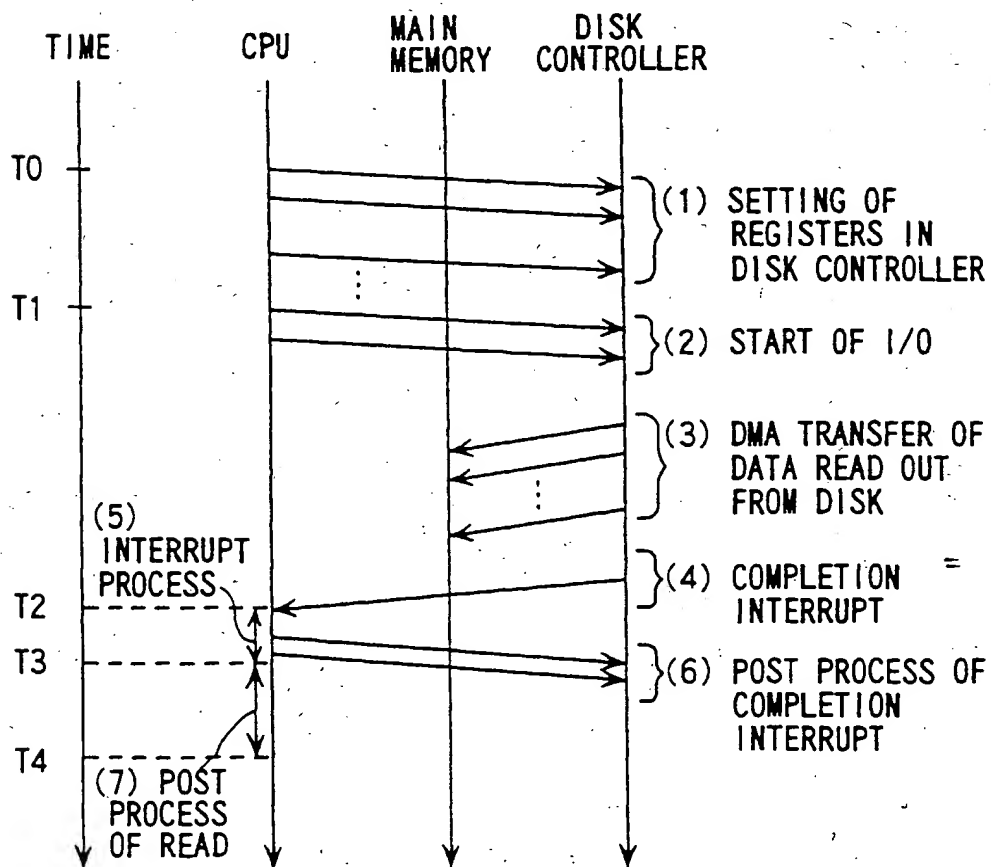 TIME
CPU
MAIN
MEMORY
DISK
CONTROLLER
T0
(1) SETTING OF
REGISTERS IN
DISK CONTROLLER
T1
(2) START OF I/O
(3) DMA TRANSFER OF
DATA READ OUT
FROM DISK
(5)
INTERRUPT
PROCESS
(4) COMPLETION
INTERRUPT
T2
T3
(6) POST PROCESS OF
COMPLETION
INTERRUPT
T4
(7) POST
PROCESS
OF READ